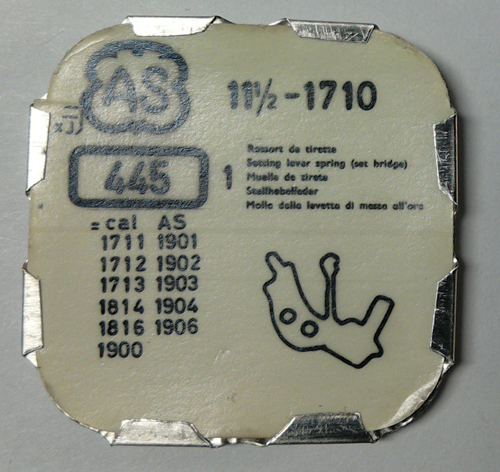 AS
11½-1710
445
1
Ressort de tirette
Setting lever spring (set bridge)
Muelle de tirete
Stellhebelfeder
Molla della levetta di messa all'ora
= cal AS
1711 1901
1712 1902
1713 1903
1814 1904
1816 1906
1900